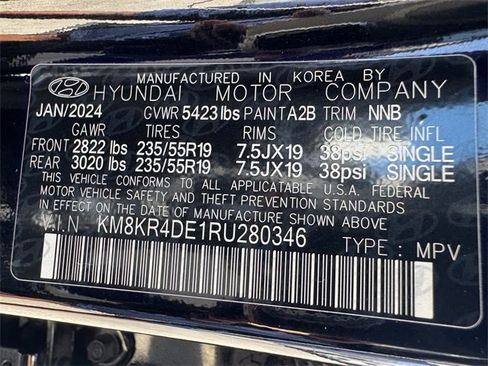 MANUFACTURED IN KOREA BY
HYUNDAI MOTOR COMPANY
JAN/2024 GVWR 5423 lbs PAINT A2B TRIM NNB
GAWR TIRES RIMS COLD TIRE INFL
FRONT 2822 lbs 235/55R19 7.5JX19 38psi SINGLE
REAR 3020 lbs 235/55R19 7.5JX19 38psi SINGLE
THIS VEHICLE CONFORMS TO ALL APPLICABLE U.S.A. FEDERAL
MOTOR VEHICLE SAFETY AND THEFT PREVENTION STANDARDS
IN EFFECT ON THE DATE OF MANUFACTURE SHOWN ABOVE
V.I.N KM8KR4DE1RU280346 TYPE: MPV